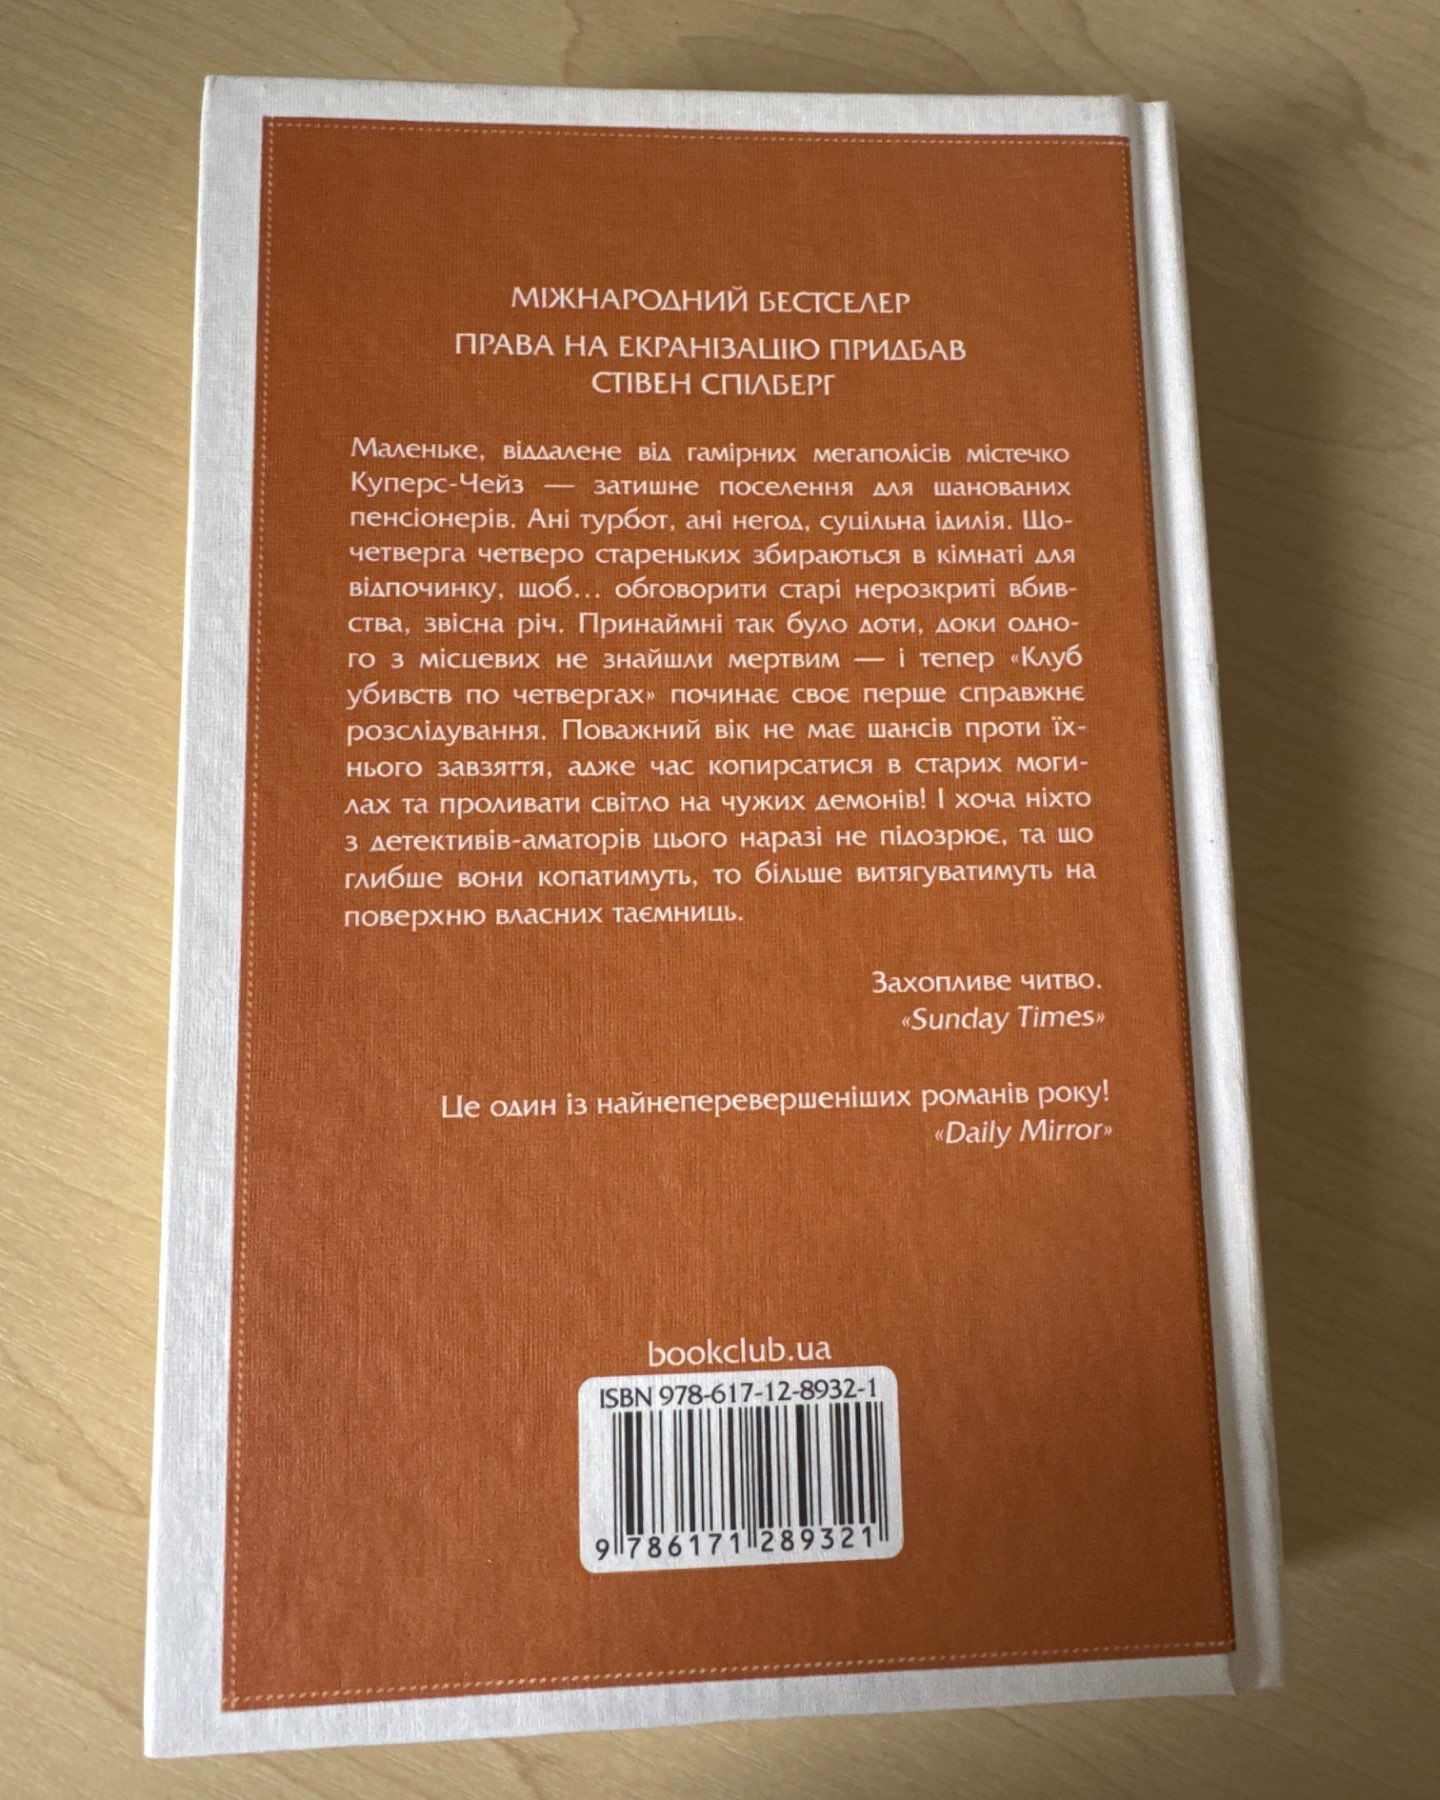 МІЖНАРОДНИЙ БЕСТСЕЛЕР
ПРАВА НА ЕКРАНІЗАЦІЮ ПРИДБАВ
СТІВЕН СПІЛБЕРГ
Маленьке, віддалене від гамірних мегаполісів містечко
Куперс-Чейз — затишне поселення для шанованих
пенсіонерів. Ані турбот, ані негод, суцільна ідилія. Що-
четверга четверо стареньких збираються в кімнаті для
відпочинку, щоб... обговорити старі нерозкриті вбив-
ства, звісна річ. Принаймні так було доти, доки одно-
го з місцевих не знайшли мертвим — і тепер «Клуб
убивств по четвергах» починає своє перше справжнє
розслідування. Поважний вік не має шансів проти їх-
нього завзяття, адже час копирсатися в старих моги-
лах та проливати світло на чужих демонів! І хоча ніхто
з детективів-аматорів цього наразі не підозрює, та що
глибше вони копатимуть, то більше витягуватимуть на
поверхню власних таємниць.
Захопливе читво.
«Sunday Times»
Це один із найнеперевершеніших романів року!
«Daily Mirror»
bookclub.ua
ISBN 978-617-12-8932-1
9 786171 289321